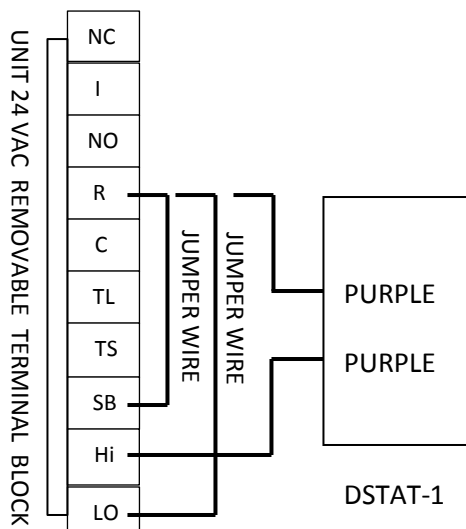 UNIT 24 VAC REMOVABLE TERMINAL BLOCK
NC
I
NO
R
C
TL
TS
SB
Hi
LO
JUMPER WIRE
JUMPER WIRE
PURPLE
PURPLE
DSTAT-1